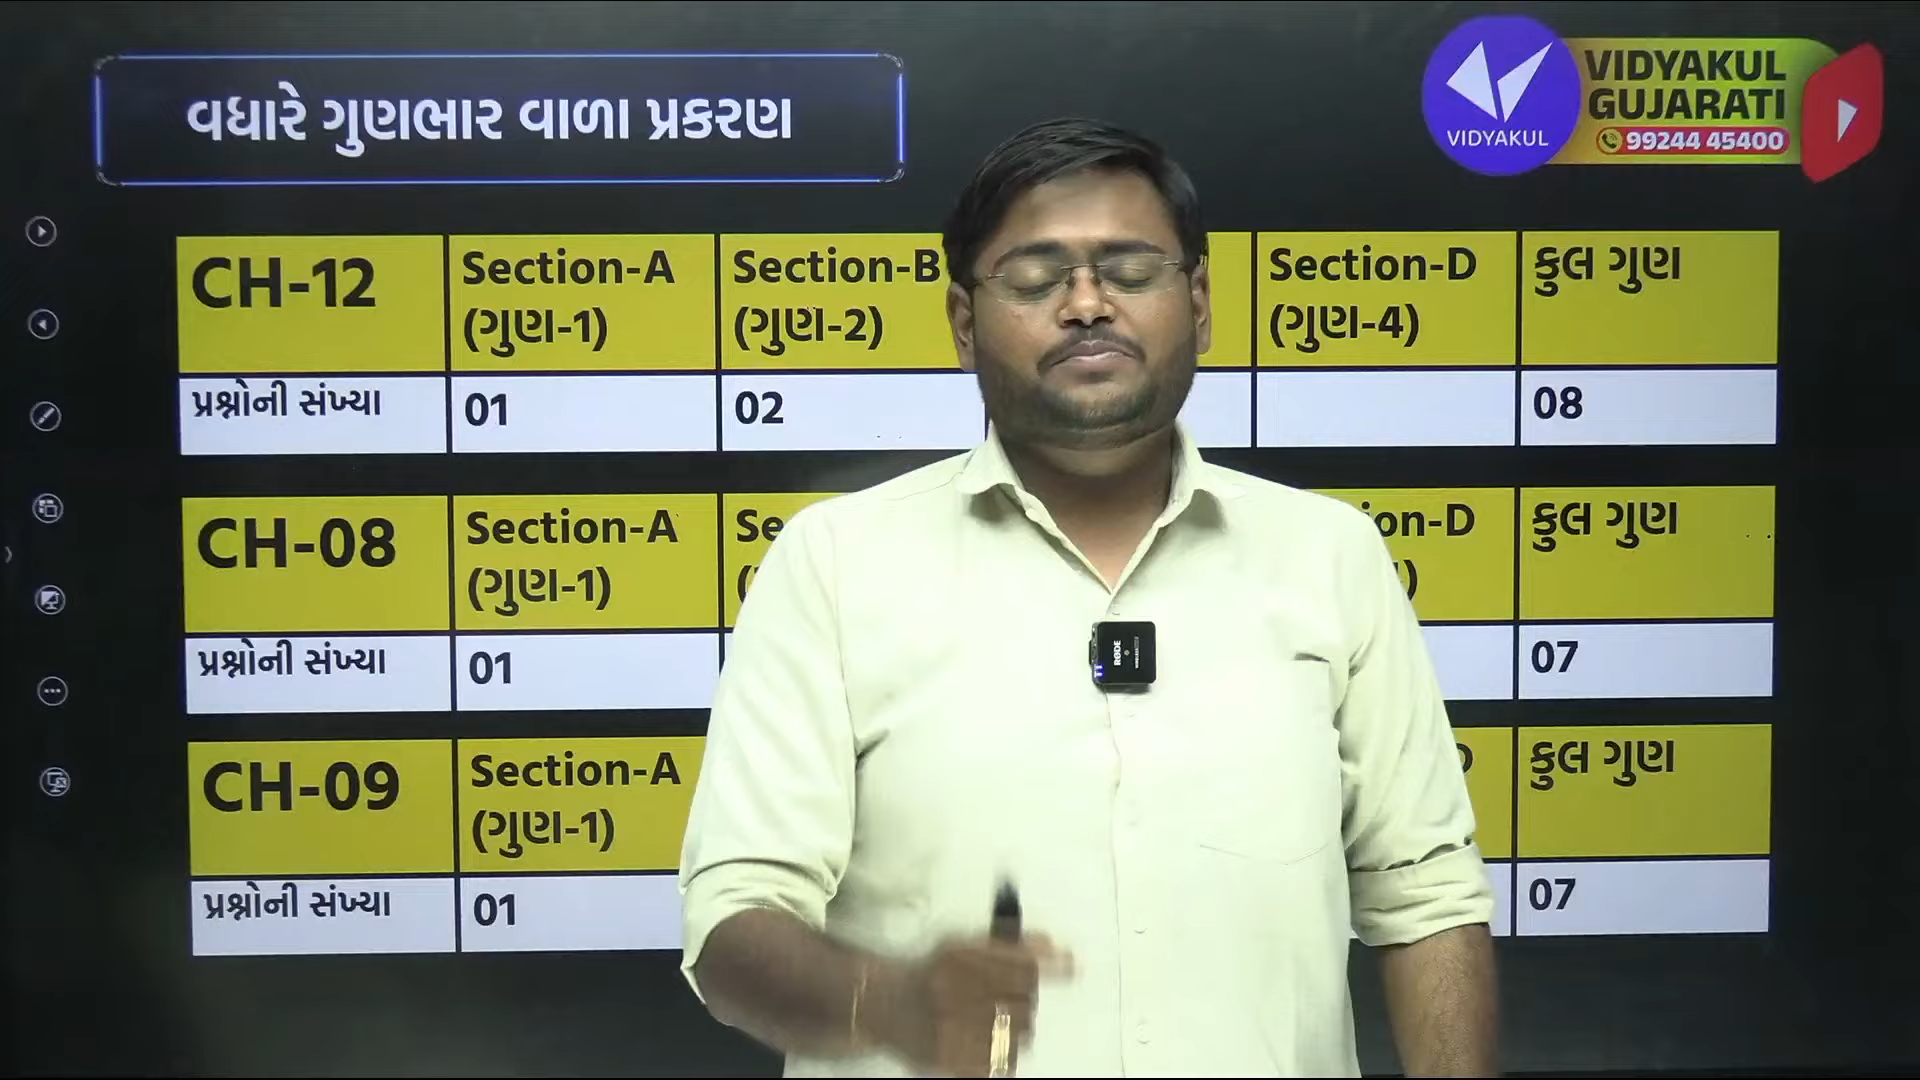 વધારે ગુણભાર વાળા પ્રકરણ
VIDYAKUL
VIDYAKUL
GUJARATI
99244 45400
CH-12
Section-A
(ગુણ-1)
Section-B
(ગુણ-2)
Section-D
(ગુણ-4)
કુલ ગુણ
પ્રશ્નોની સંખ્યા
01
02
08
CH-08
Section-A
(ગુણ-1)
કુલ ગુણ
પ્રશ્નોની સંખ્યા
01
07
CH-09
Section-A
(ગુણ-1)
કુલ ગુણ
પ્રશ્નોની સંખ્યા
01
07
RØDE